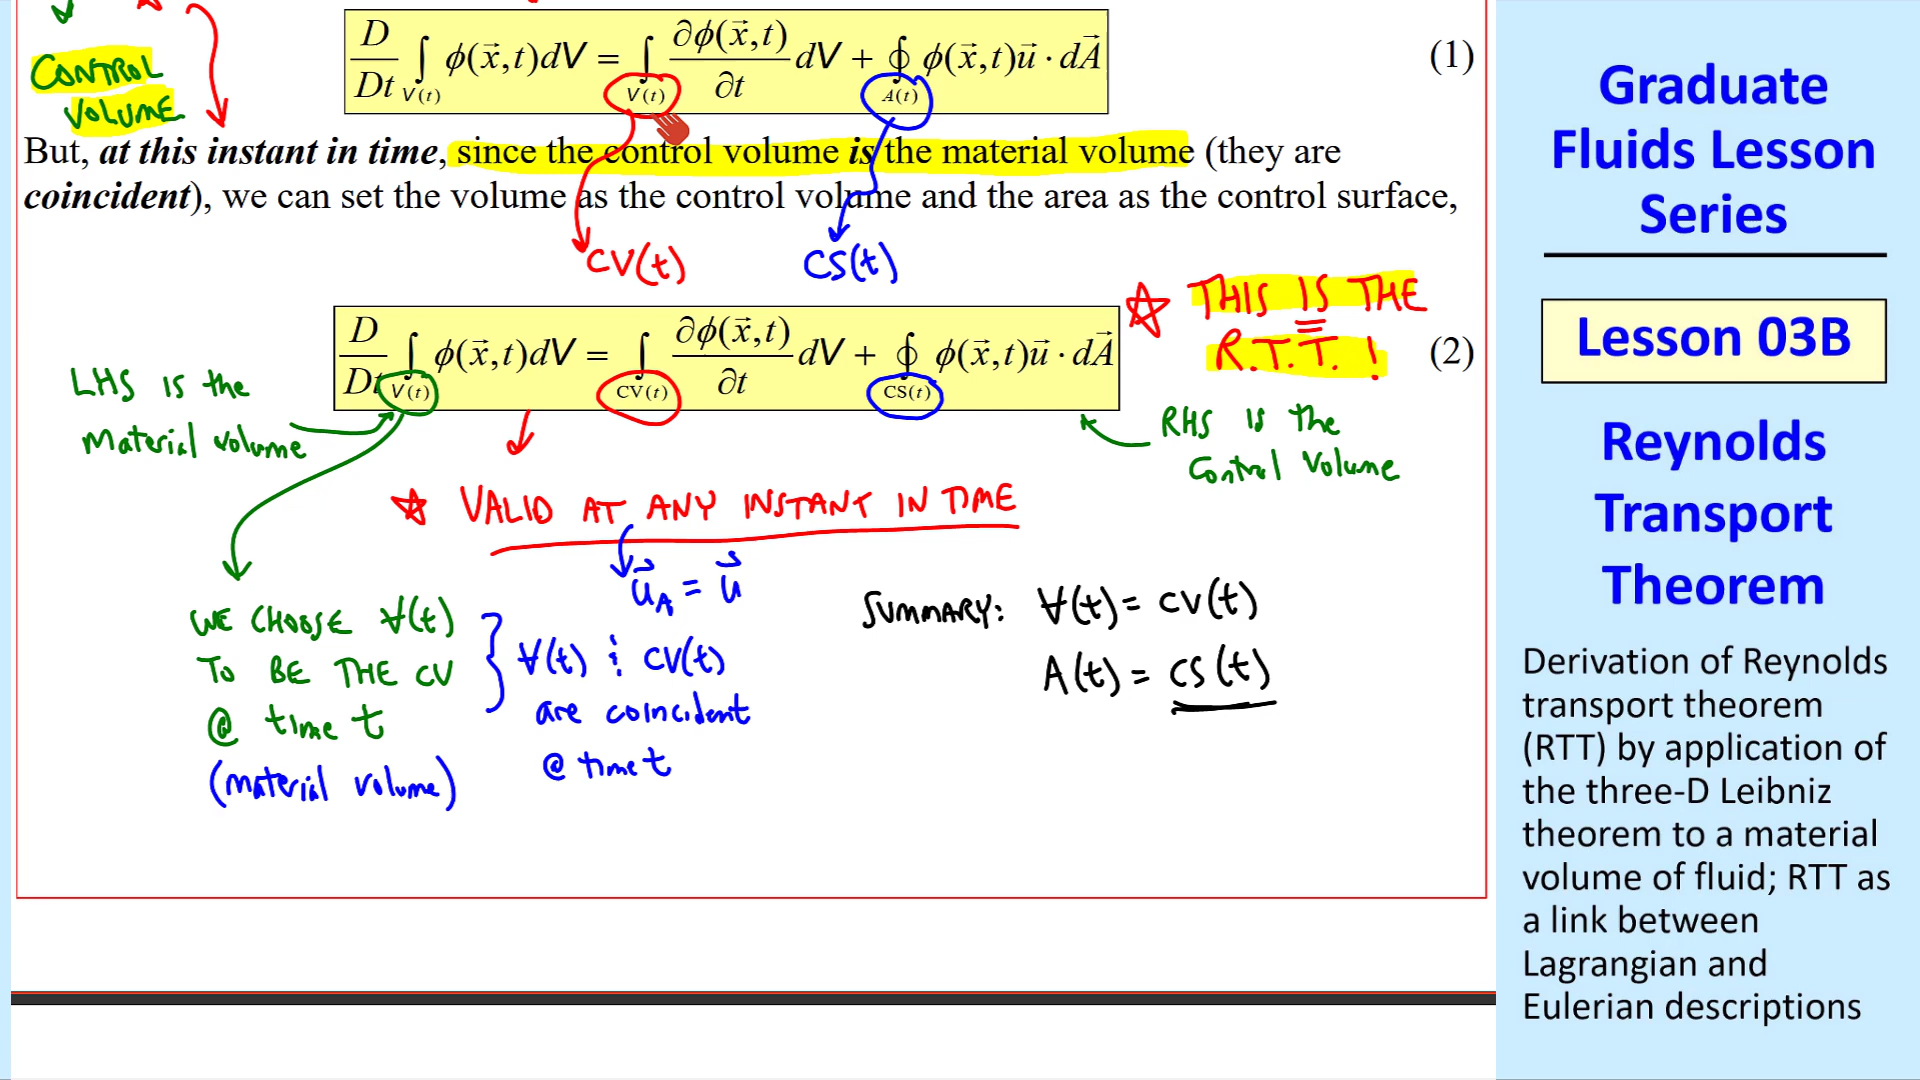 CONTROL
VOLUME
D/Dt ∫_{V(t)} ϕ(x⃗,t)dV = ∫_{V(t)} ∂ϕ(x⃗,t)/∂t dV + ∮_{A(t)} ϕ(x⃗,t)u⃗ · dA⃗ (1)
But, at this instant in time, since the control volume is the material volume (they are
coincident), we can set the volume as the control volume and the area as the control surface,
CV(t) CS(t)
☆ THIS IS THE
R.T.T. !
D/Dt ∫_{V(t)} ϕ(x⃗,t)dV = ∫_{CV(t)} ∂ϕ(x⃗,t)/∂t dV + ∮_{CS(t)} ϕ(x⃗,t)u⃗ · dA⃗ (2)
LHS is the
Material volume
RHS is the
Control Volume
☆ VALID AT ANY INSTANT IN TIME
u⃗_A = u⃗
WE CHOOSE V(t)
TO BE THE CV
@ time t
(material volume)
V(t) & CV(t)
are coincident
@ time t
SUMMARY: V(t) = CV(t)
A(t) = CS(t)
Graduate
Fluids Lesson
Series
Lesson 03B
Reynolds
Transport
Theorem
Derivation of Reynolds
transport theorem
(RTT) by application of
the three-D Leibniz
theorem to a material
volume of fluid; RTT as
a link between
Lagrangian and
Eulerian descriptions